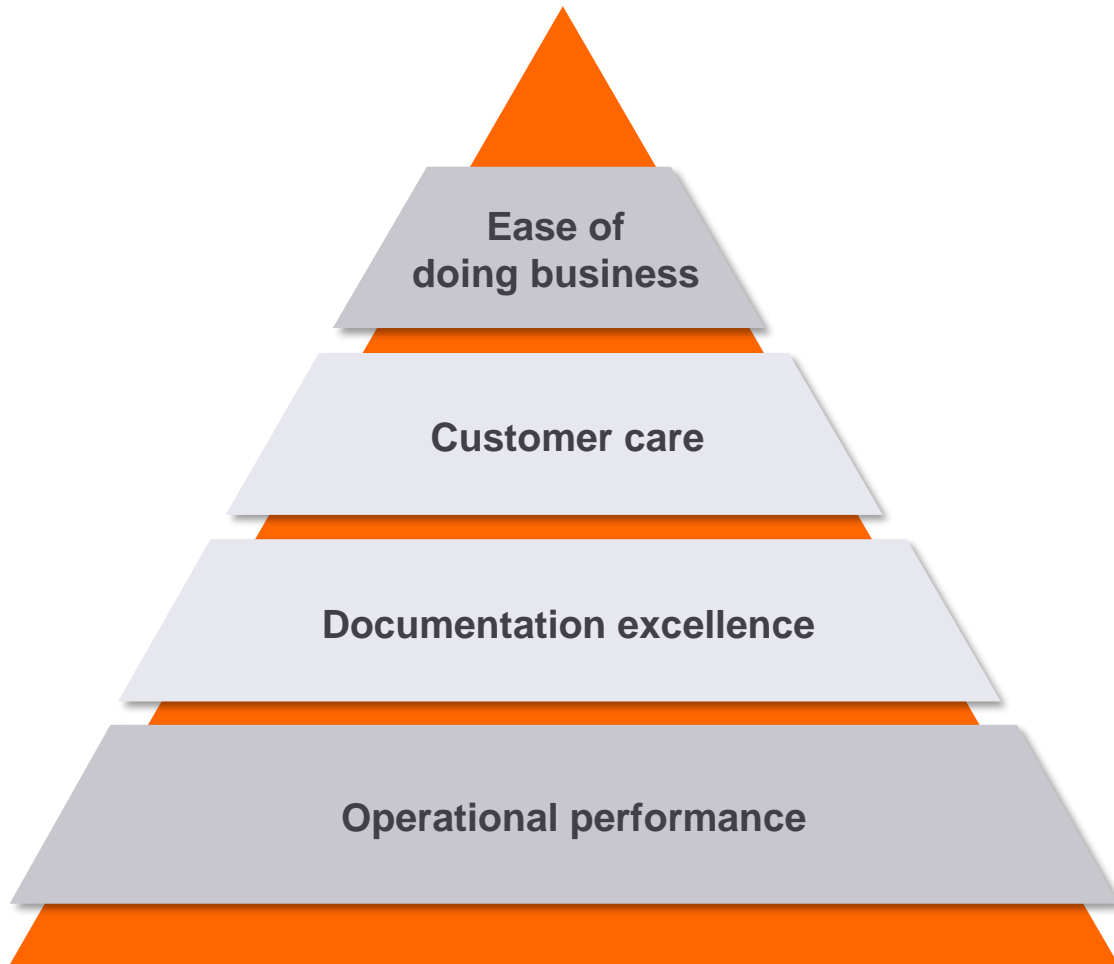 Ease of
doing business
Customer care
Documentation excellence
Operational performance